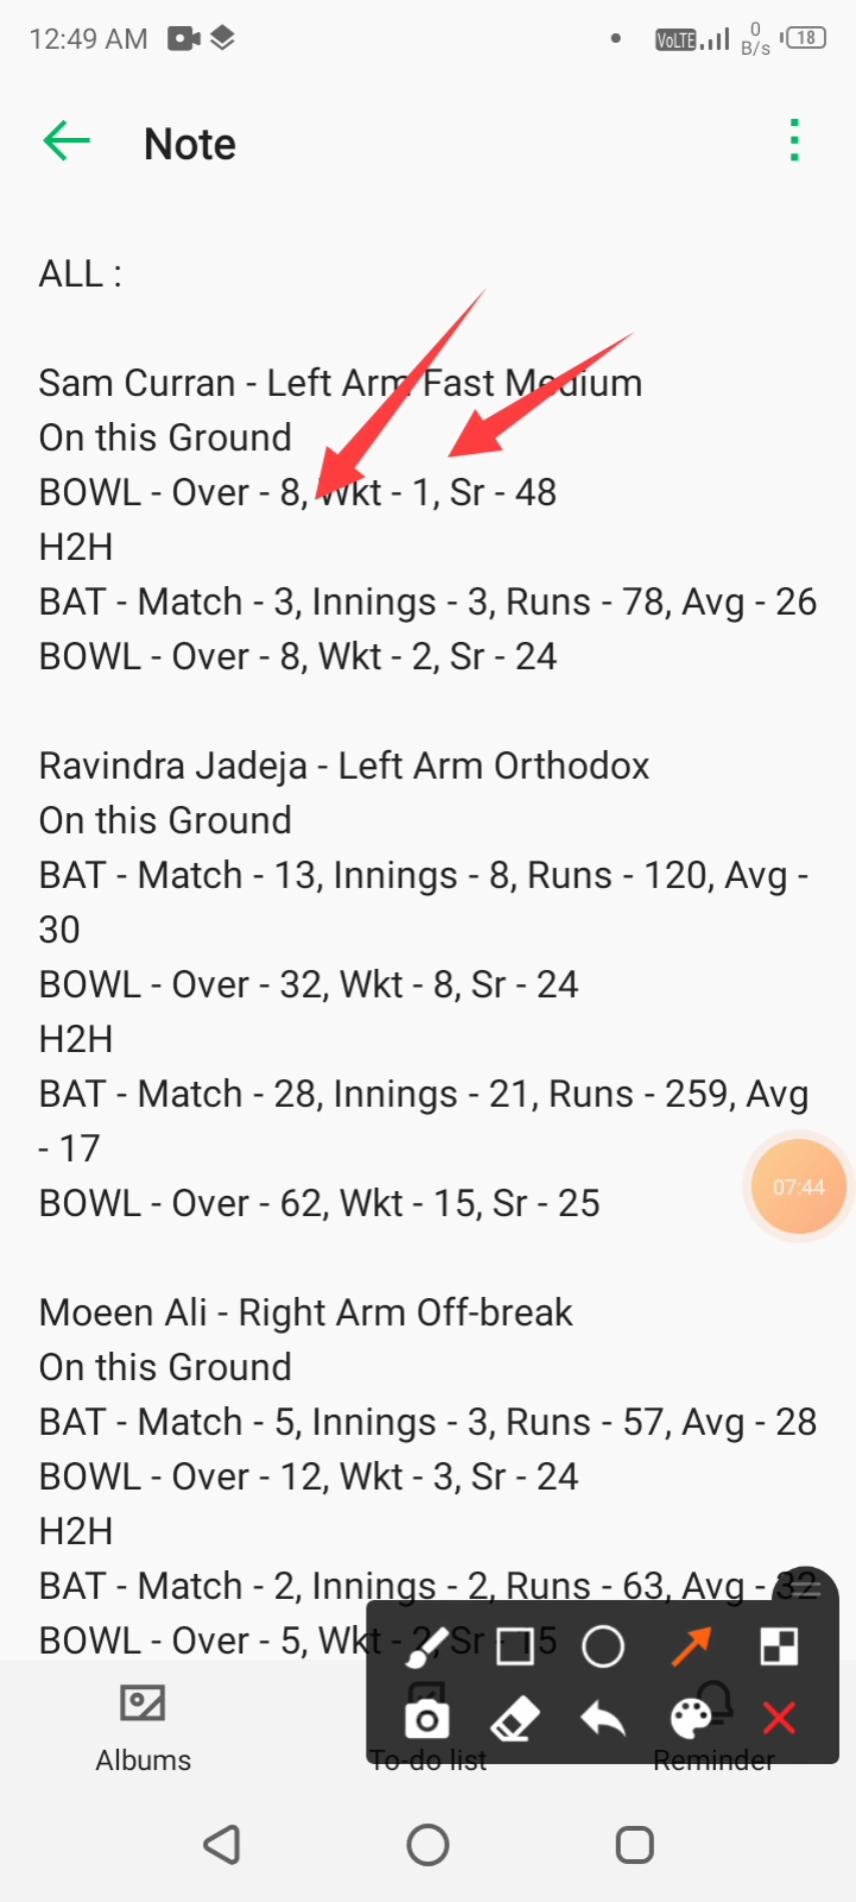 12:49 AM
VoLTE
0
B/s
18
Note
ALL :
Sam Curran - Left Arm Fast Medium
On this Ground
BOWL - Over - 8, Wkt - 1, Sr - 48
H2H
BAT - Match - 3, Innings - 3, Runs - 78, Avg - 26
BOWL - Over - 8, Wkt - 2, Sr - 24
Ravindra Jadeja - Left Arm Orthodox
On this Ground
BAT - Match - 13, Innings - 8, Runs - 120, Avg -
30
BOWL - Over - 32, Wkt - 8, Sr - 24
H2H
BAT - Match - 28, Innings - 21, Runs - 259, Avg
- 17
07:44
BOWL - Over - 62, Wkt - 15, Sr - 25
Moeen Ali - Right Arm Off-break
On this Ground
BAT - Match - 5, Innings - 3, Runs - 57, Avg - 28
BOWL - Over - 12, Wkt - 3, Sr - 24
H2H
BAT - Match - 2, Innings - 2, Runs - 63, Avg - 32
BOWL - Over - 5, Wkt - 2, Sr - 15
Albums
To-do list
Reminder